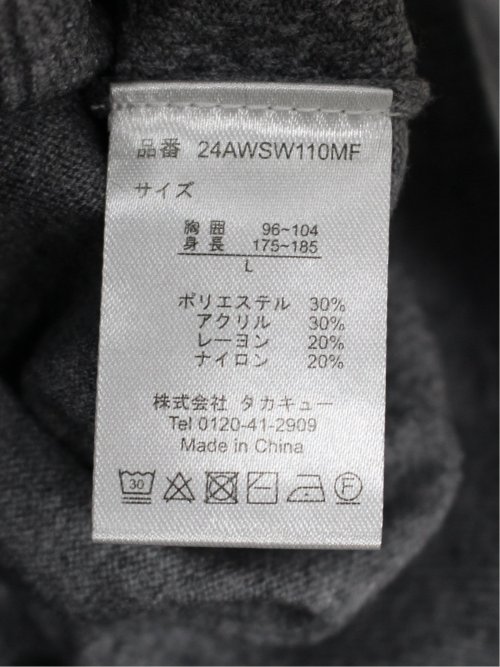 品番 24AWSW110MF
サイズ
胸囲 96~104
身長 175~185
L
ポリエステル 30%
アクリル 30%
レーヨン 20%
ナイロン 20%
株式会社 タカキュー
Tel 0120-41-2909
Made in China
30 F